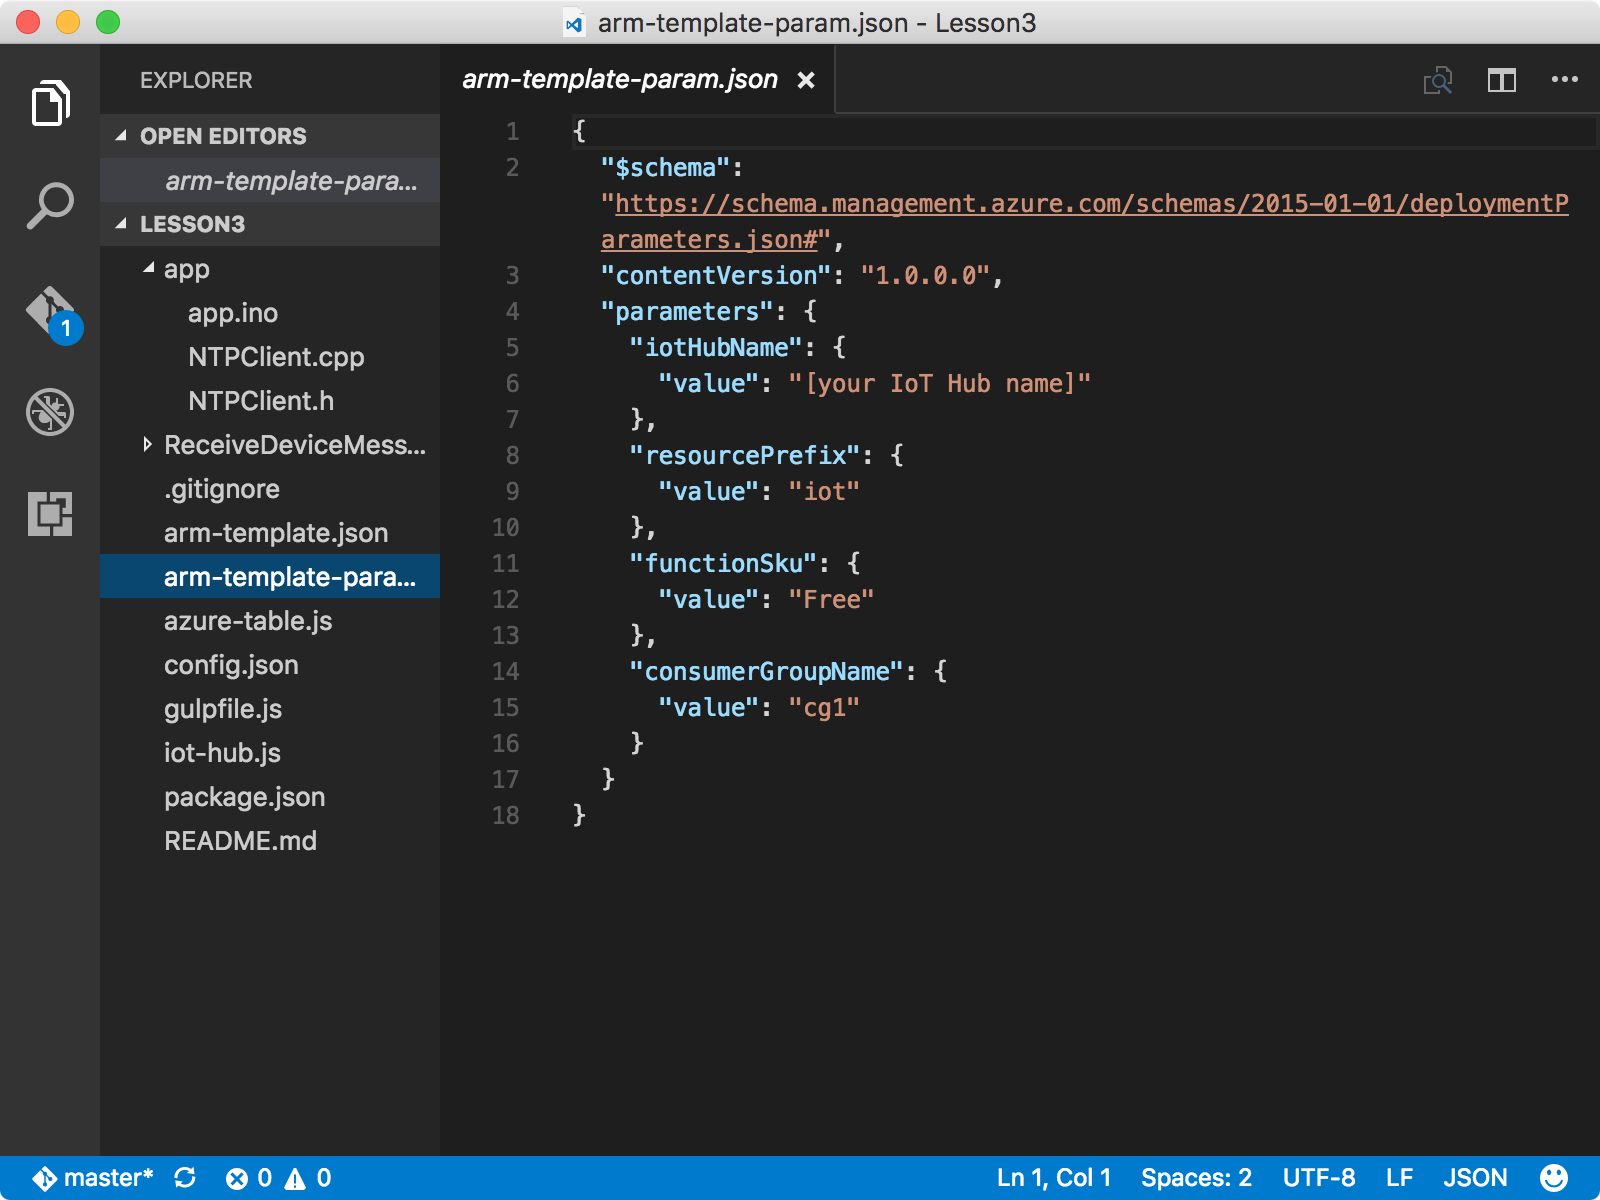 arm-template-param.json - Lesson3
EXPLORER
OPEN EDITORS
arm-template-para...
LESSON3
app
app.ino
NTPClient.cpp
NTPClient.h
ReceiveDeviceMess...
.gitignore
arm-template.json
arm-template-para...
azure-table.js
config.json
gulpfile.js
iot-hub.js
package.json
README.md
1
arm-template-param.json ×
1 {
2 "$schema":
"https://schema.management.azure.com/schemas/2015-01-01/deploymentP
arameters.json#",
3 "contentVersion": "1.0.0.0",
4 "parameters": {
5 "iotHubName": {
6 "value": "[your IoT Hub name]"
7 },
8 "resourcePrefix": {
9 "value": "iot"
10 },
11 "functionSku": {
12 "value": "Free"
13 },
14 "consumerGroupName": {
15 "value": "cg1"
16 }
17 }
18 }
master* 0 0 Ln 1, Col 1 Spaces: 2 UTF-8 LF JSON